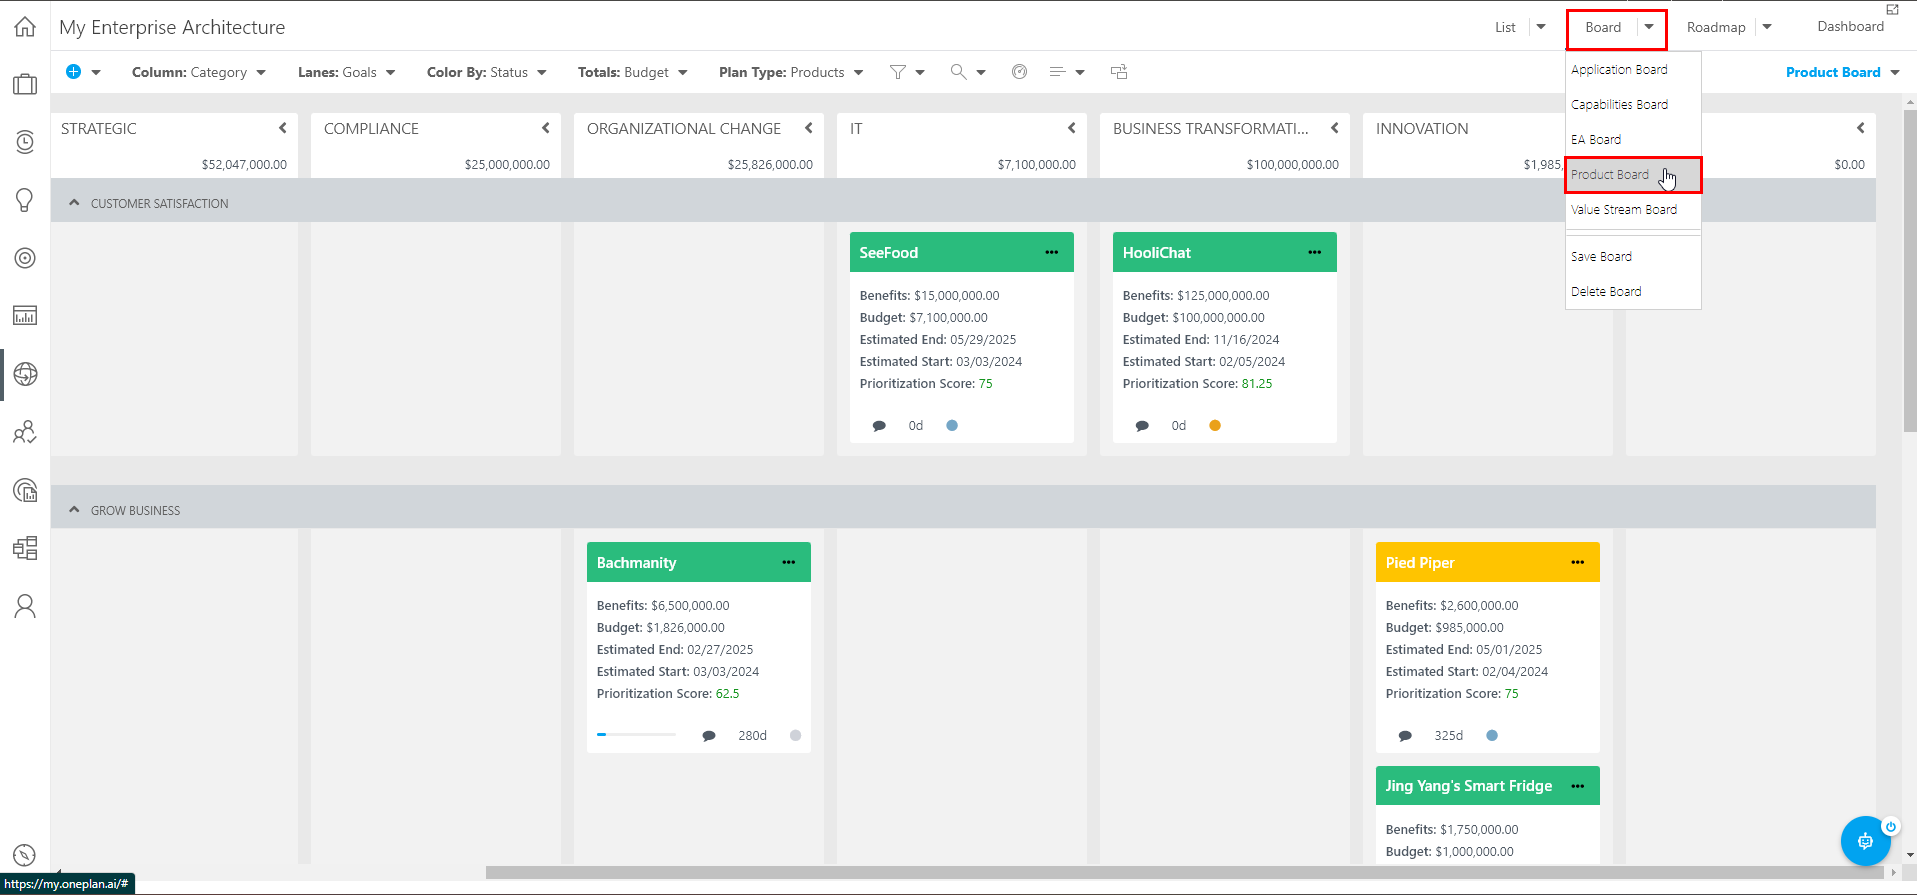 My Enterprise Architecture
List
Board
Roadmap
Dashboard
Column: Category
Lanes: Goals
Color By: Status
Totals: Budget
Plan Type: Products
Product Board
Application Board
Capabilities Board
EA Board
Product Board
Value Stream Board
Save Board
Delete Board
STRATEGIC
$52,047,000.00
COMPLIANCE
$25,000,000.00
ORGANIZATIONAL CHANGE
$25,826,000.00
IT
$7,100,000.00
BUSINESS TRANSFORMATI...
$100,000,000.00
INNOVATION
$1,985,
$0.00
CUSTOMER SATISFACTION
SeeFood
Benefits: $15,000,000.00
Budget: $7,100,000.00
Estimated End: 05/29/2025
Estimated Start: 03/03/2024
Prioritization Score: 75
0d
HooliChat
Benefits: $125,000,000.00
Budget: $100,000,000.00
Estimated End: 11/16/2024
Estimated Start: 02/05/2024
Prioritization Score: 81.25
0d
GROW BUSINESS
Bachmanity
Benefits: $6,500,000.00
Budget: $1,826,000.00
Estimated End: 02/27/2025
Estimated Start: 03/03/2024
Prioritization Score: 62.5
280d
Pied Piper
Benefits: $2,600,000.00
Budget: $985,000.00
Estimated End: 05/01/2025
Estimated Start: 02/04/2024
Prioritization Score: 75
325d
Jing Yang's Smart Fridge
Benefits: $1,750,000.00
Budget: $1,000,000.00
https://my.oneplan.ai/#